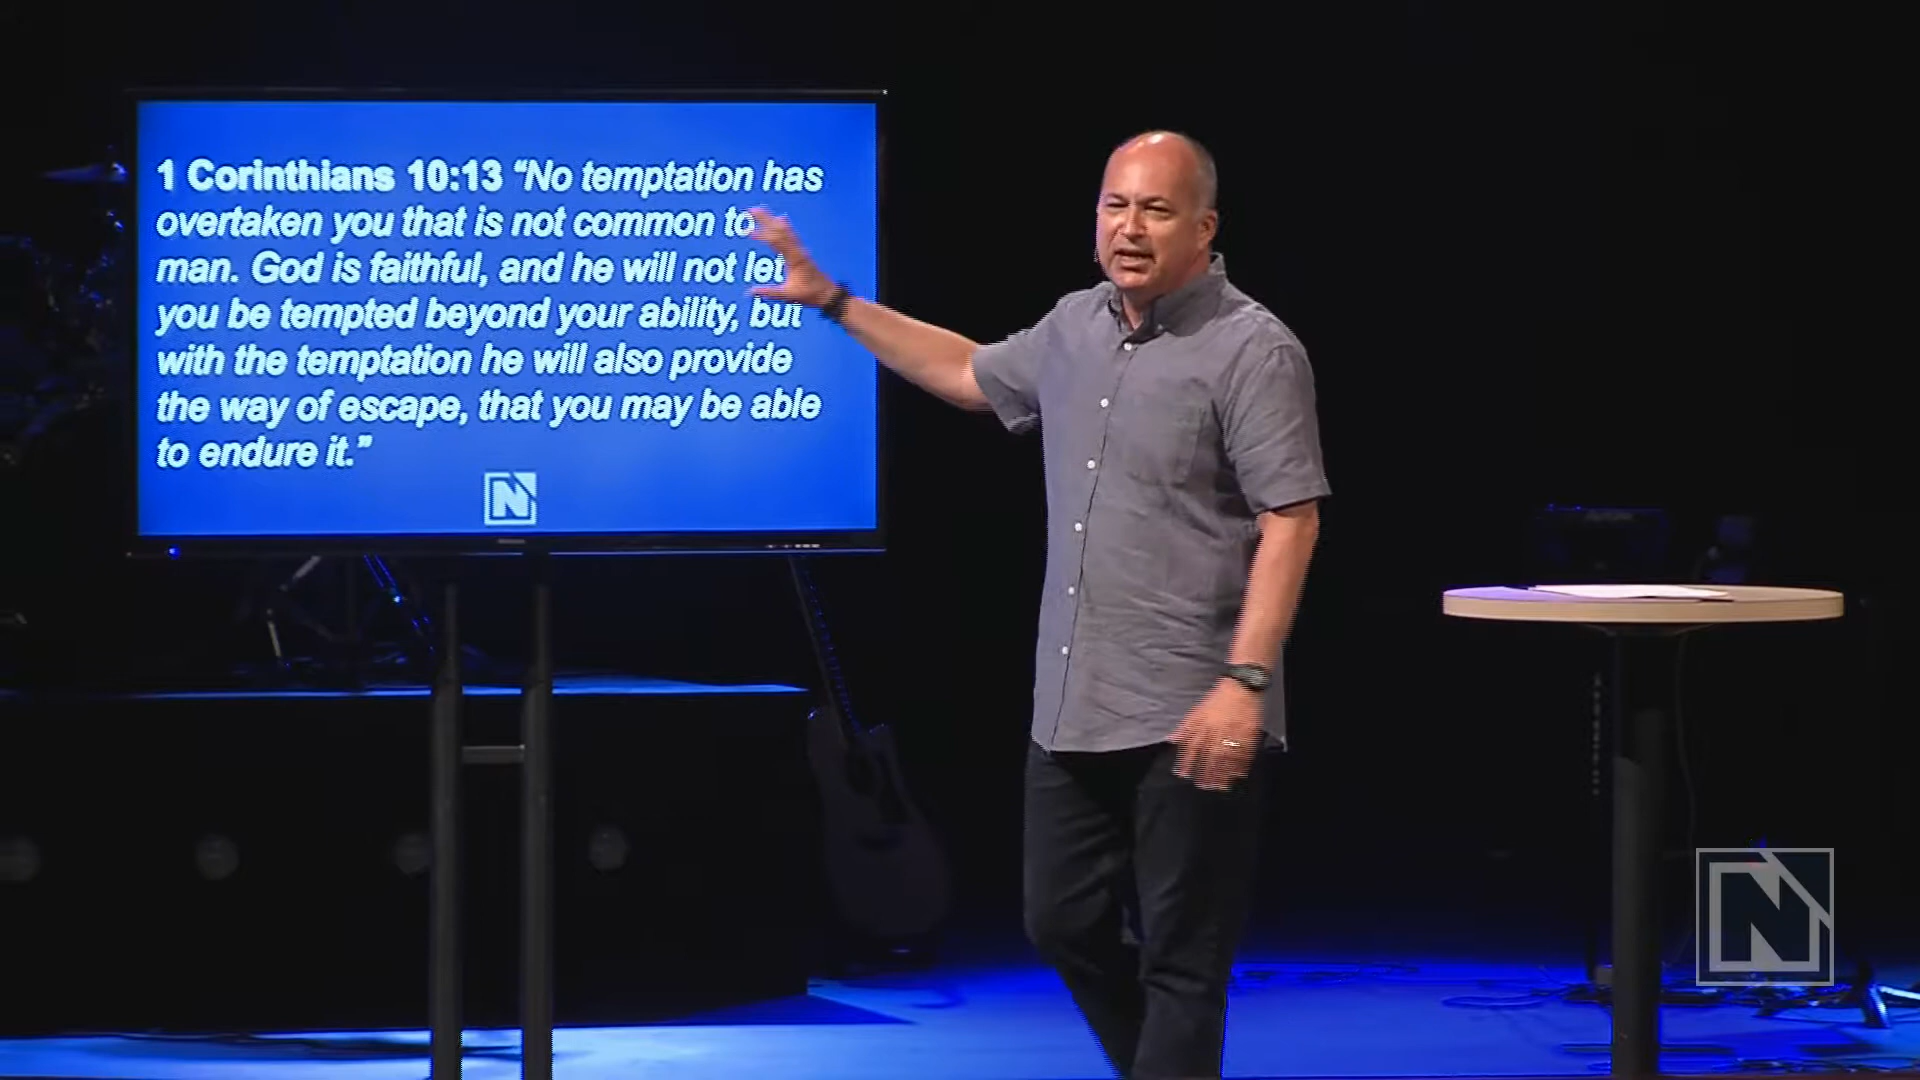 1 Corinthians 10:13 “No temptation has
overtaken you that is not common to
man. God is faithful, and he will not let
you be tempted beyond your ability, but
with the temptation he will also provide
the way of escape, that you may be able
to endure it.”
N
N